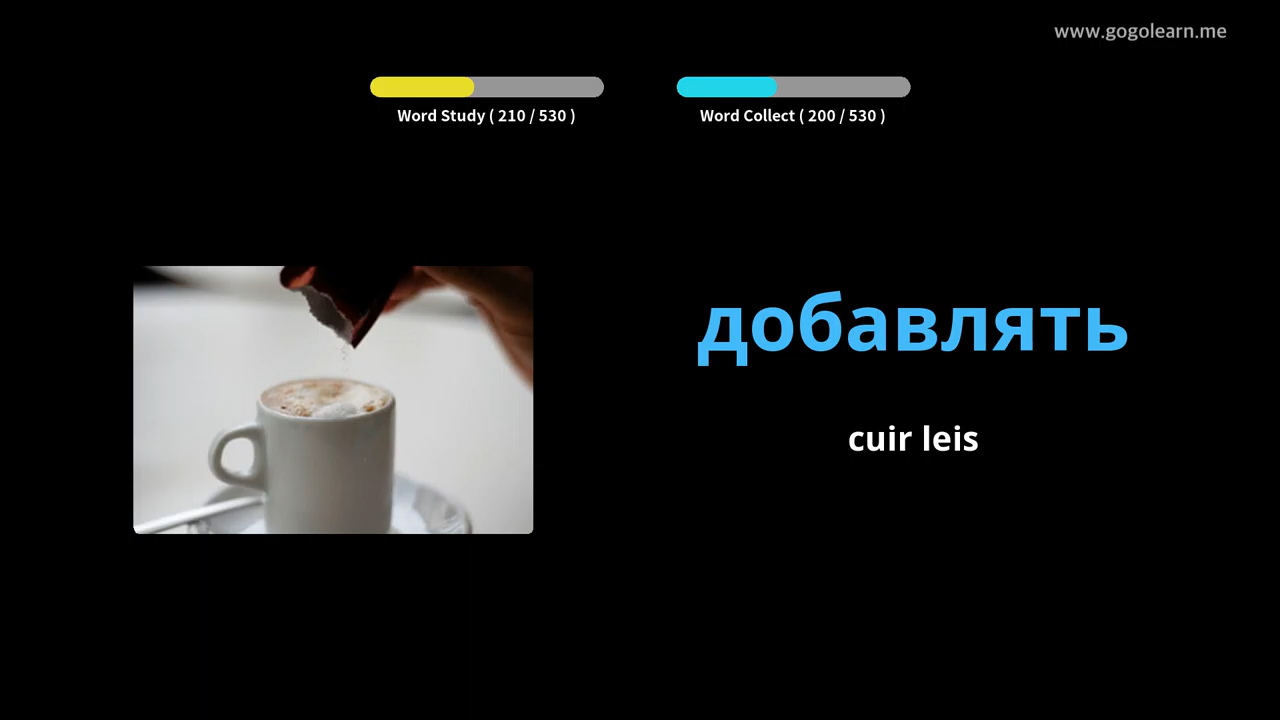 www.gogolearn.me
Word Study ( 210 / 530 )
Word Collect ( 200 / 530 )
добавлять
cuir leis